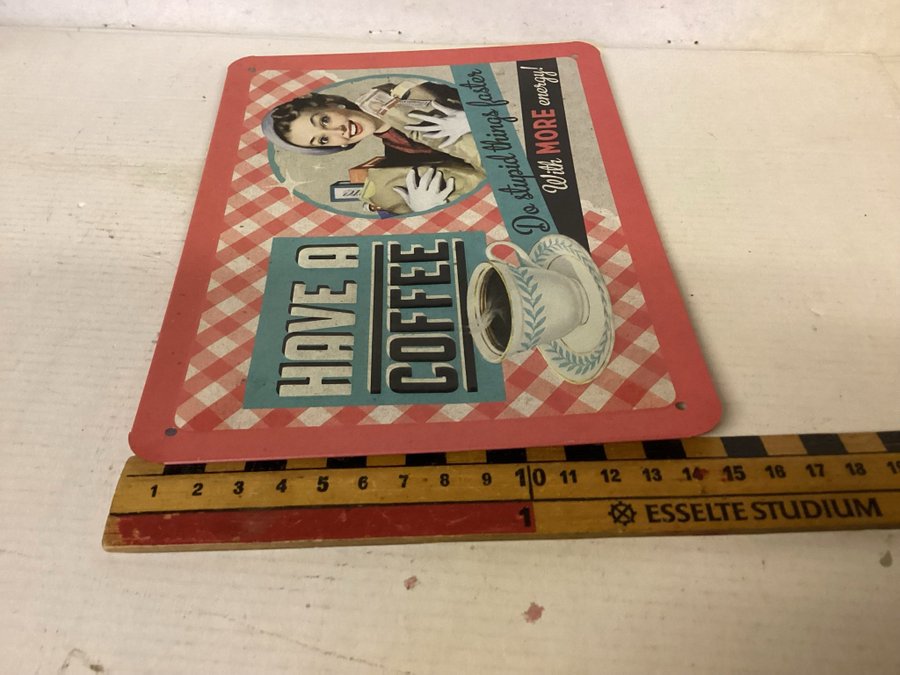 HAVE A
COFFEE
Do stupid things faster
With MORE energy!
1 2 3 4 5 6 7 8 9 10 11 12 13 14 15 16 17 18 19
1 ESSELTE STUDIUM